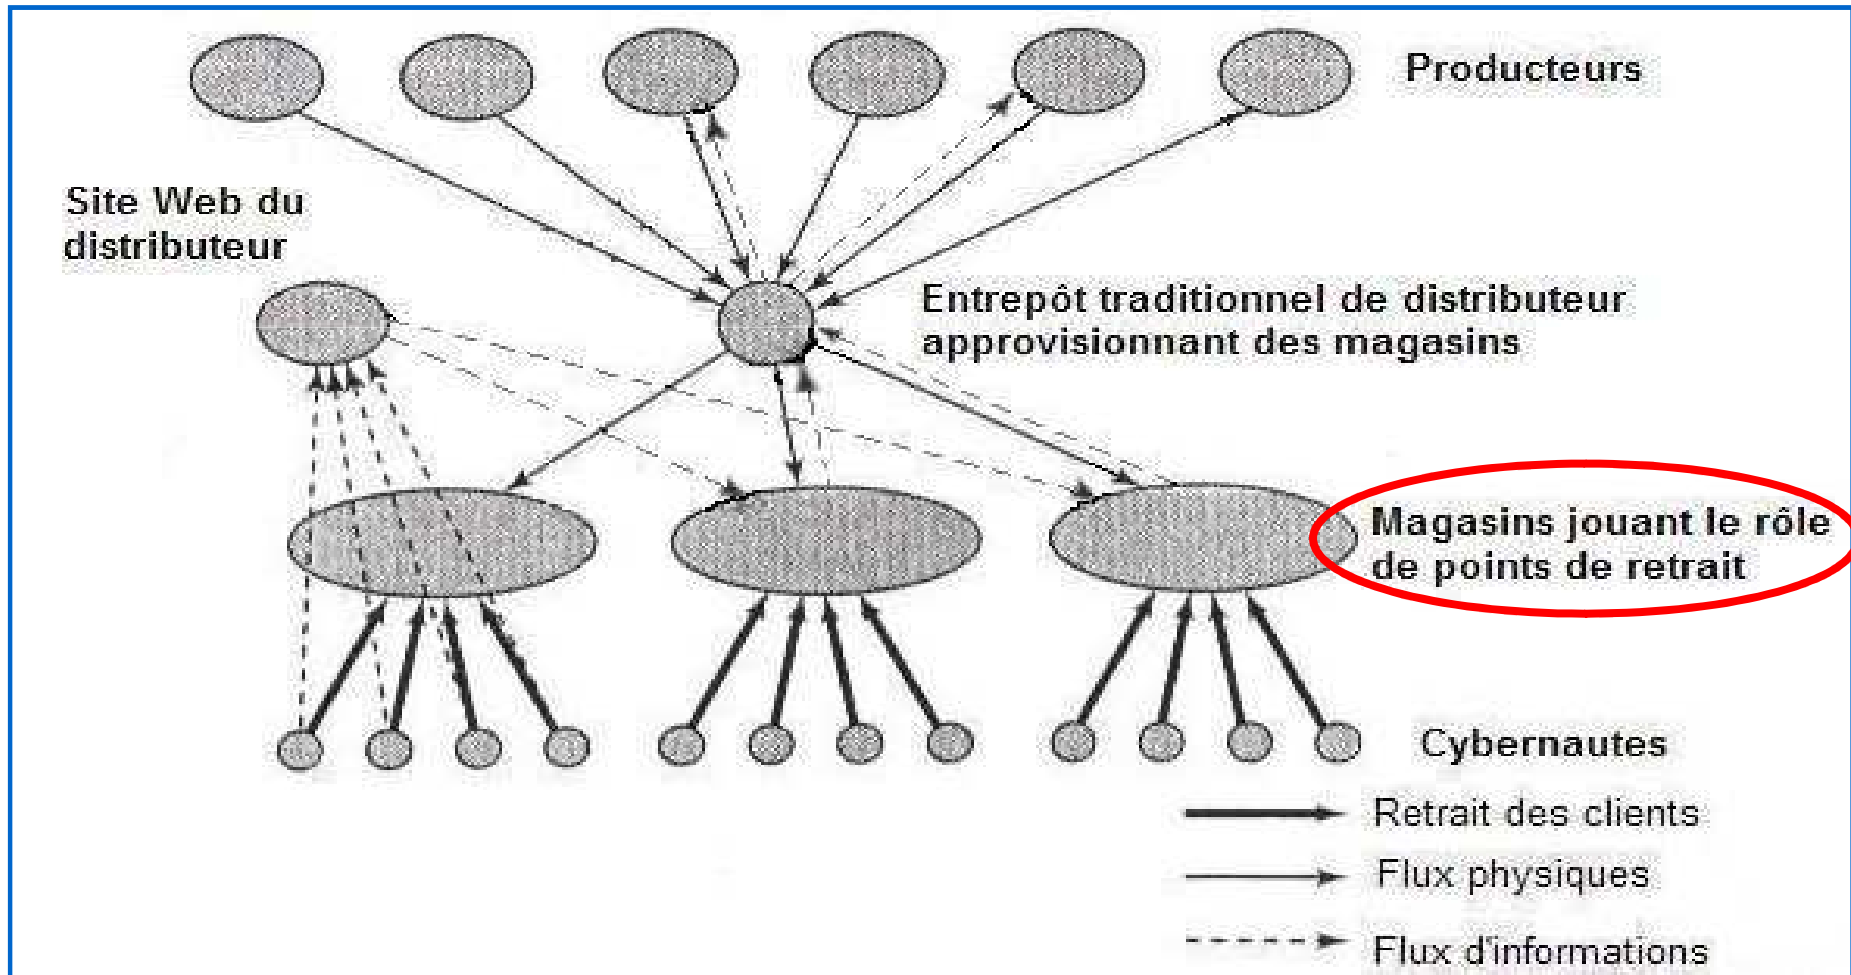 Producteurs
Site Web du
distributeur
Entrepôt traditionnel de distributeur
approvisionnant des magasins
Magasins jouant le rôle
de points de retrait
Cybernautes
Retrait des clients
Flux physiques
Flux d'informations